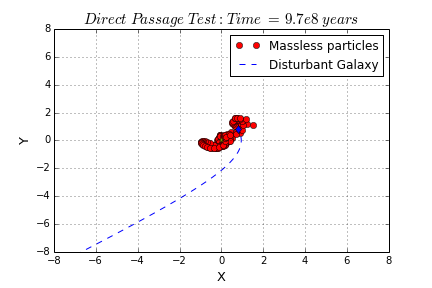 Direct Passage Test: Time = 9.7e8 years
Massless particles
Disturbant Galaxy
8
6
4
2
0
−2
−4
−6
−8
Y
−8 −6 −4 −2 0 2 4 6 8
X